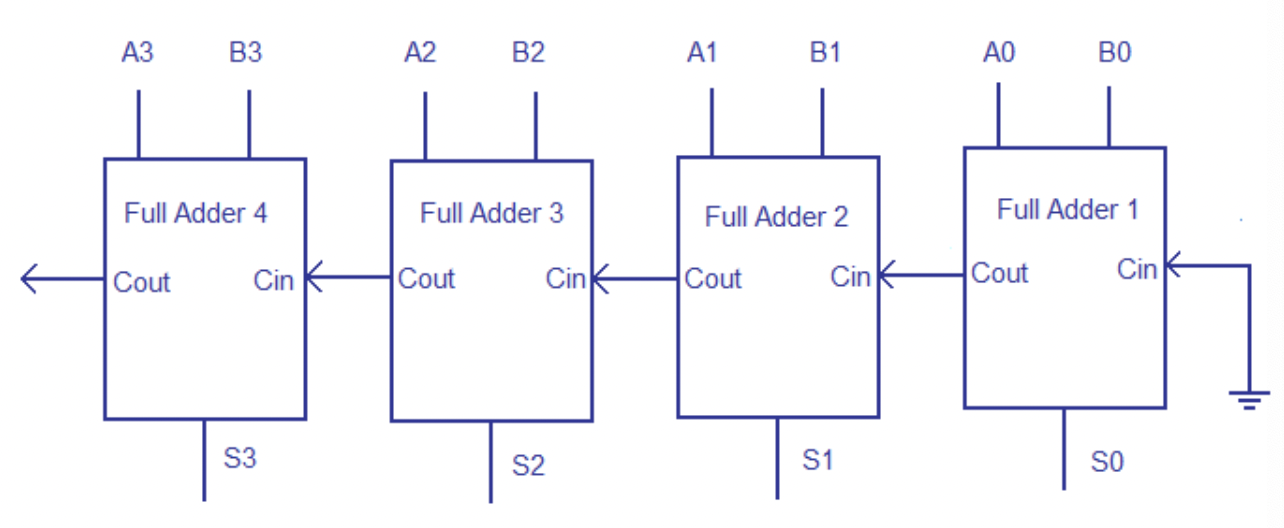 A3 B3 A2 B2 A1 B1 A0 B0
Full Adder 4 Full Adder 3 Full Adder 2 Full Adder 1
Cout Cin Cout Cin Cout Cin Cout Cin
S3 S2 S1 S0